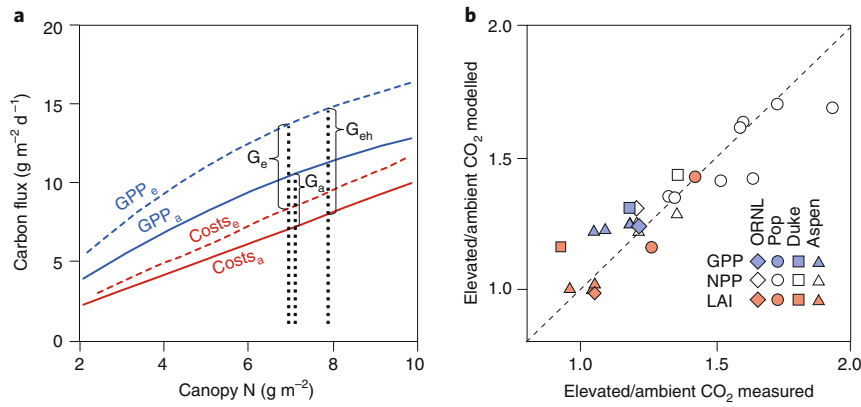 a
Carbon flux (g m⁻² d⁻¹)
20
15
10
5
0
2
4
6
8
10
Canopy N (g m⁻²)
GPPₑ
GPPₐ
Costsₑ
Costsₐ
Gₑ
Gₐ
Gₑₕ
b
Elevated/ambient CO₂ modelled
2.0
1.5
1.0
1.0
1.5
2.0
Elevated/ambient CO₂ measured
ORNL
Pop
Duke
Aspen
GPP
NPP
LAI